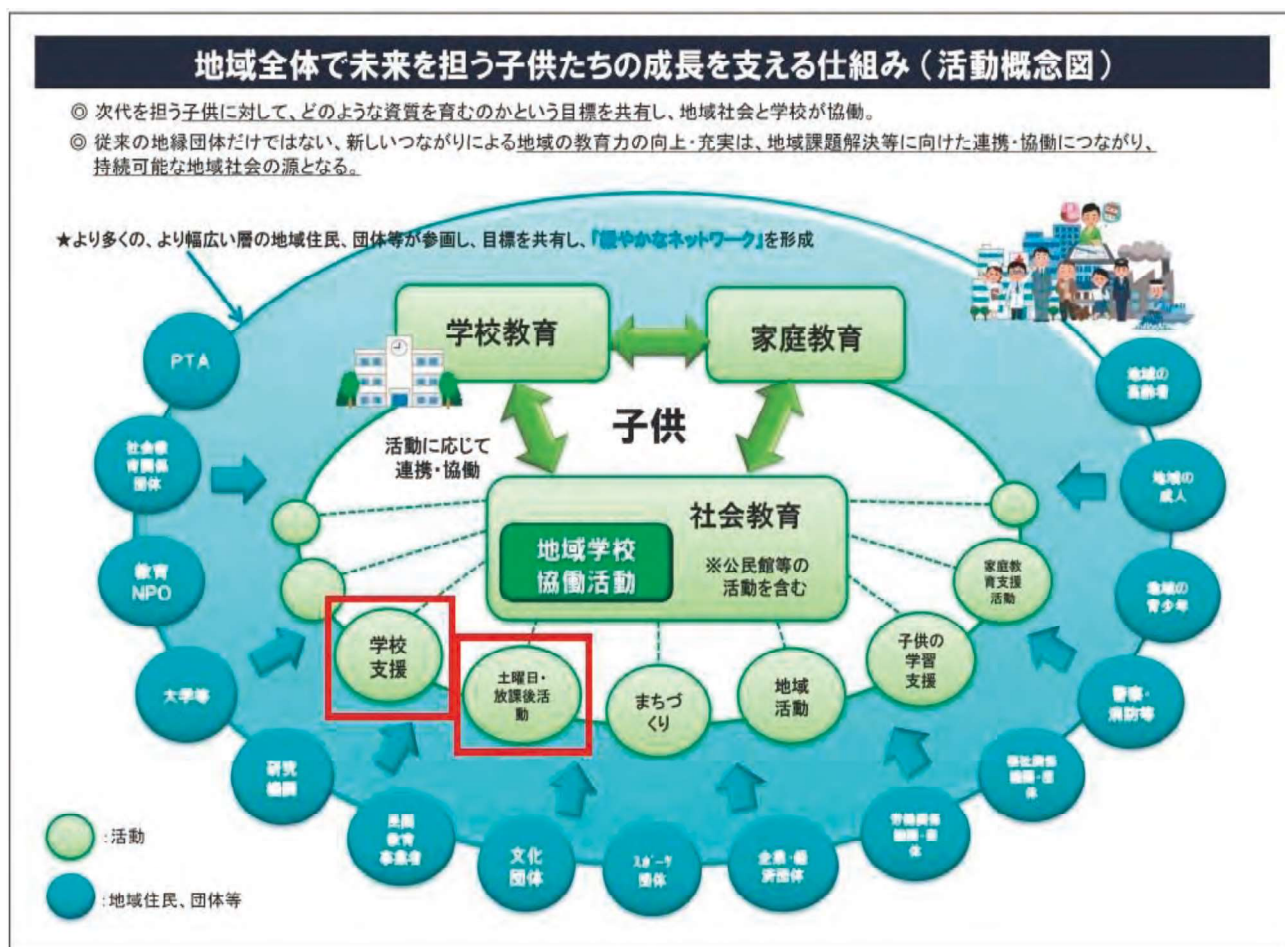 地域全体で未来を担う子供たちの成長を支える仕組み(活動概念図)
◎ 次代を担う子供に対して、どのような資質を育むのかという目標を共有し、地域社会と学校が協働。
◎ 従来の地縁団体だけではない、新しいつながりによる地域の教育力の向上・充実は、地域課題解決等に向けた連携・協働につながり、
持続可能な地域社会の源となる。
★より多くの、より幅広い層の地域住民、団体等が参画し、目標を共有し、「緩やかなネットワーク」を形成
学校教育
家庭教育
子供
活動に応じて
連携・協働
社会教育
地域学校
協働活動
※公民館等の
活動を含む
PTA
社会教
育関係
団体
教育
NPO
大学等
研究
機関
民間
教育
事業者
文化
団体
スポーツ
団体
企業・経
済団体
労働関係
機関・団
体
福祉関係
機関・団
体
警察・
消防等
地域の
青少年
地域の
成人
地域の
高齢者
学校
支援
土曜日・
放課後活
動
まちづ
くり
地域
活動
子供の
学習
支援
家庭教
育支援
活動
:活動
:地域住民、団体等